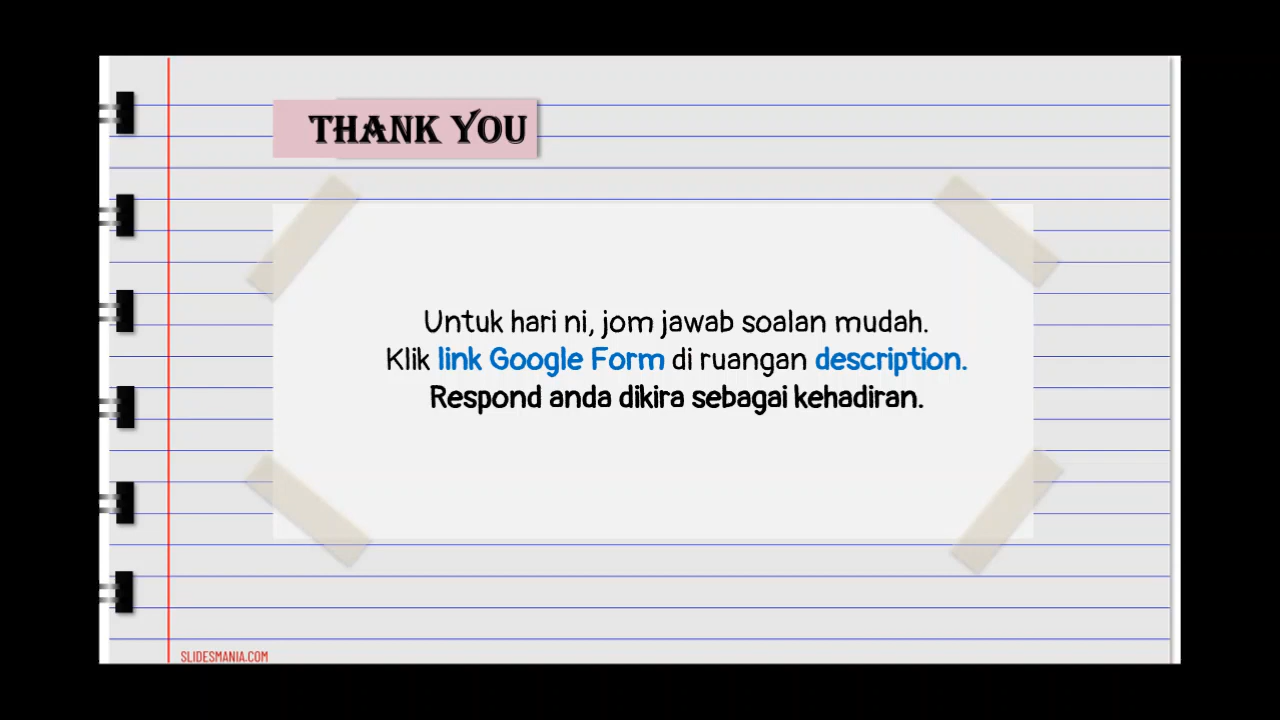 THANK YOU
Untuk hari ni, jom jawab soalan mudah.
Klik link Google Form di ruangan description.
Respond anda dikira sebagai kehadiran.
SLIDESMANIA.COM